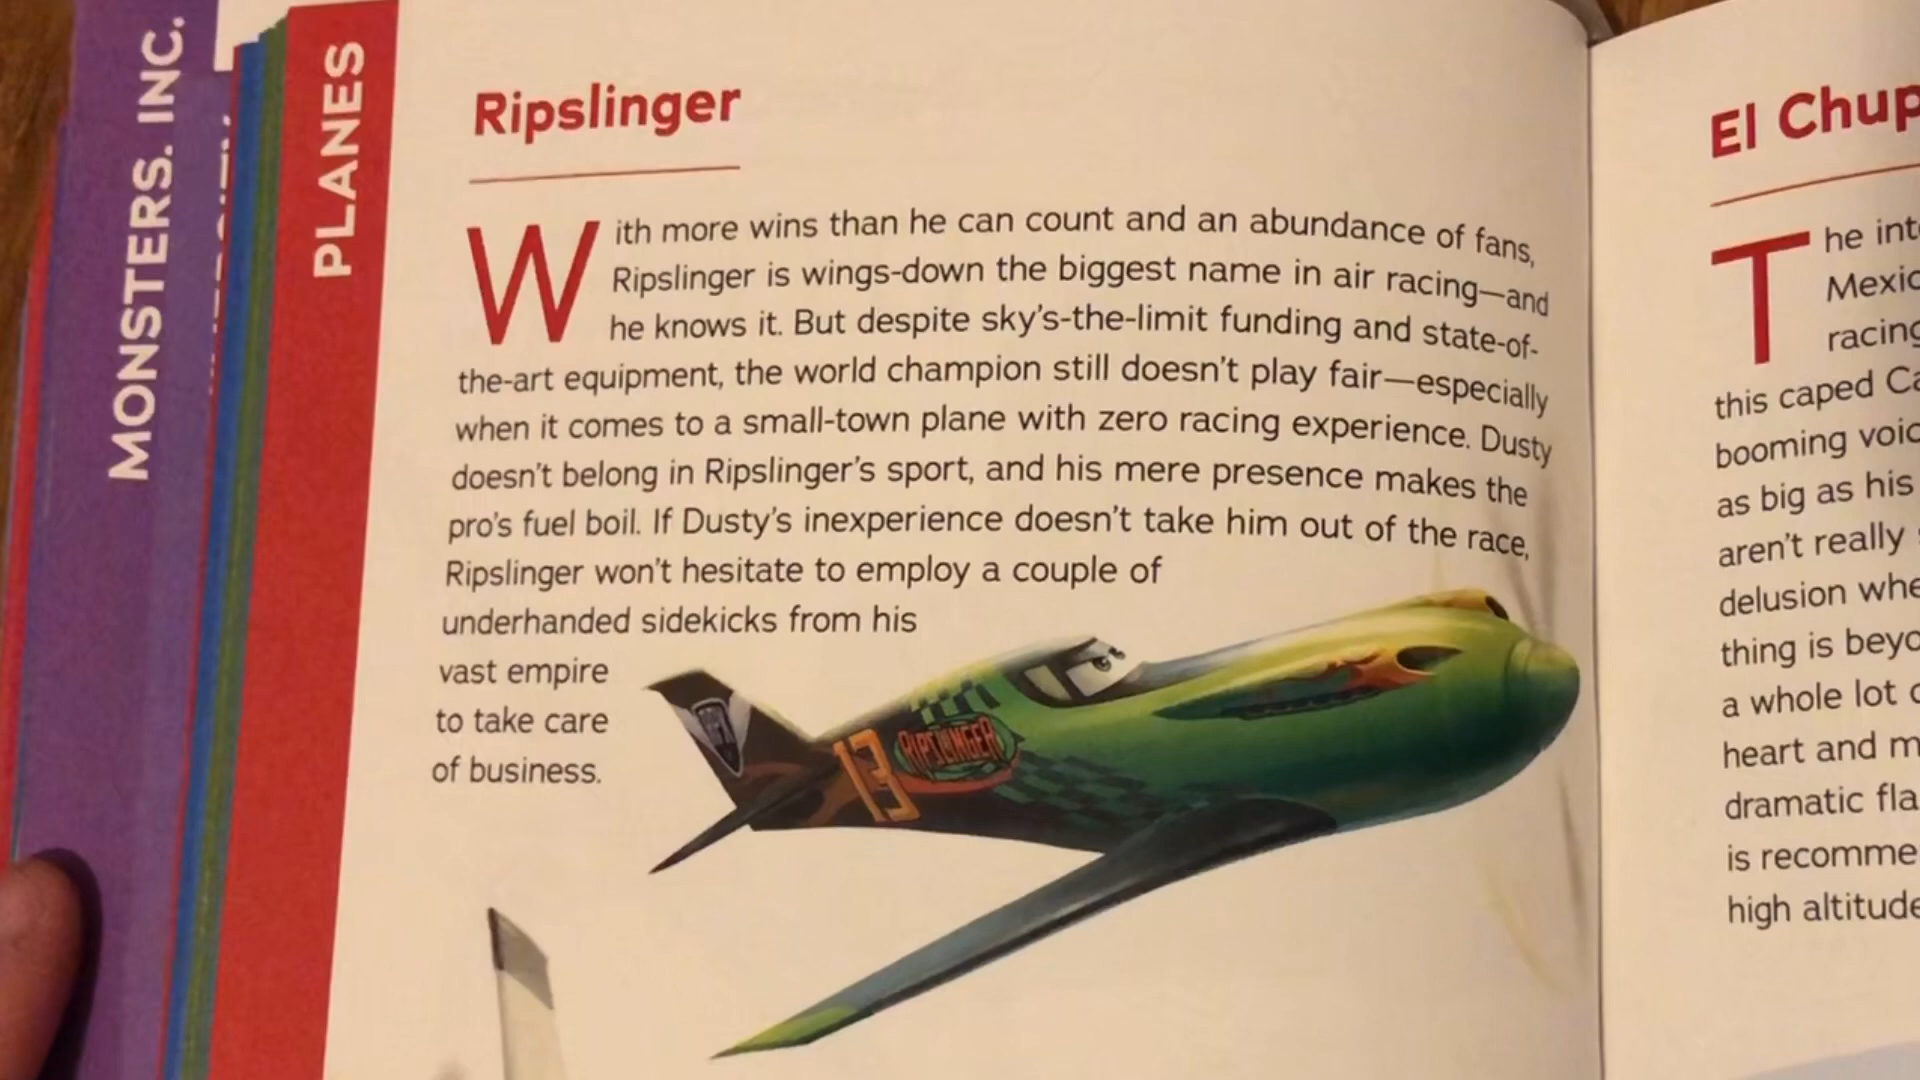 MONSTERS. INC.
PLANES
Ripslinger
With more wins than he can count and an abundance of fans,
Ripslinger is wings-down the biggest name in air racing—and
he knows it. But despite sky's-the-limit funding and state-of-
the-art equipment, the world champion still doesn't play fair—especially
when it comes to a small-town plane with zero racing experience. Dusty
doesn't belong in Ripslinger's sport, and his mere presence makes the
pro's fuel boil. If Dusty's inexperience doesn't take him out of the race,
Ripslinger won't hesitate to employ a couple of
underhanded sidekicks from his
vast empire
to take care
of business.
13
RIPSLINGER
El Chup
The int
Mexic
racing
this caped Ca
booming voic
as big as his
aren't really
delusion whe
thing is beyo
a whole lot
heart and m
dramatic fla
is recomme
high altitude